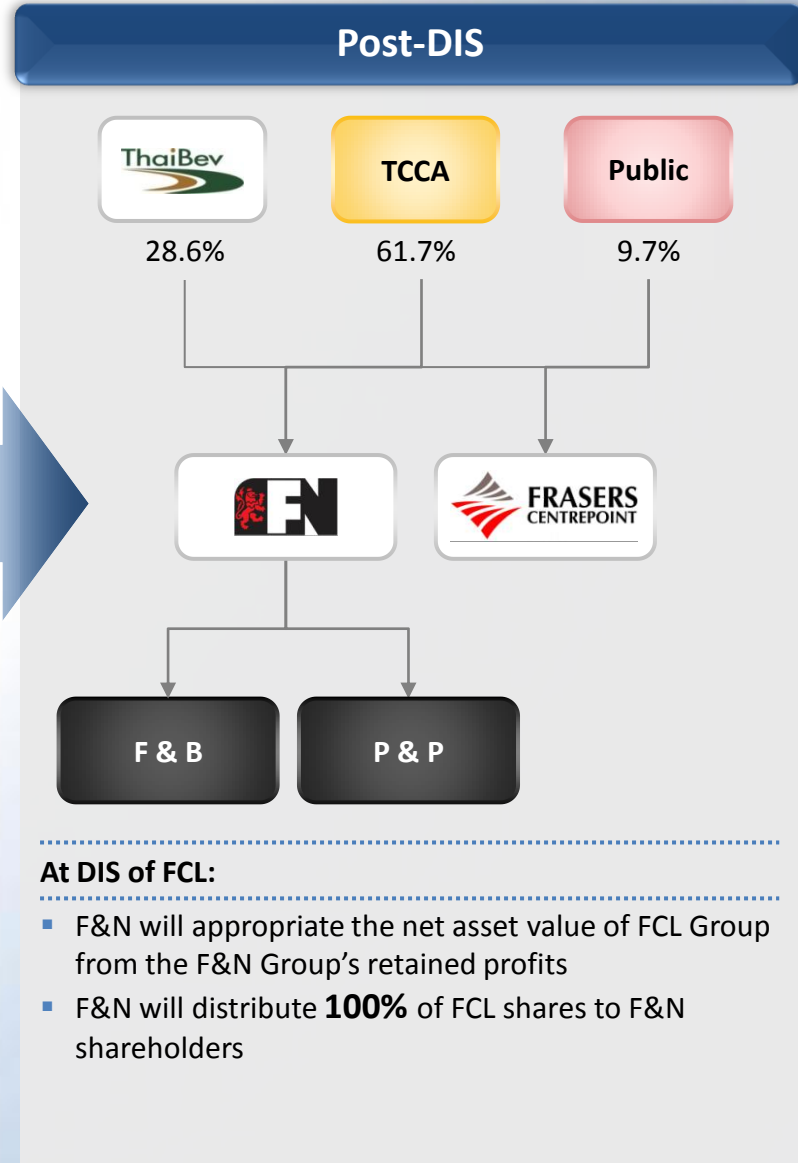 Post-DIS
ThaiBev
TCCA
Public
28.6%
61.7%
9.7%
FN
FRASERS
CENTREPOINT
F & B
P & P
At DIS of FCL:
▪ F&N will appropriate the net asset value of FCL Group
from the F&N Group’s retained profits
▪ F&N will distribute 100% of FCL shares to F&N
shareholders